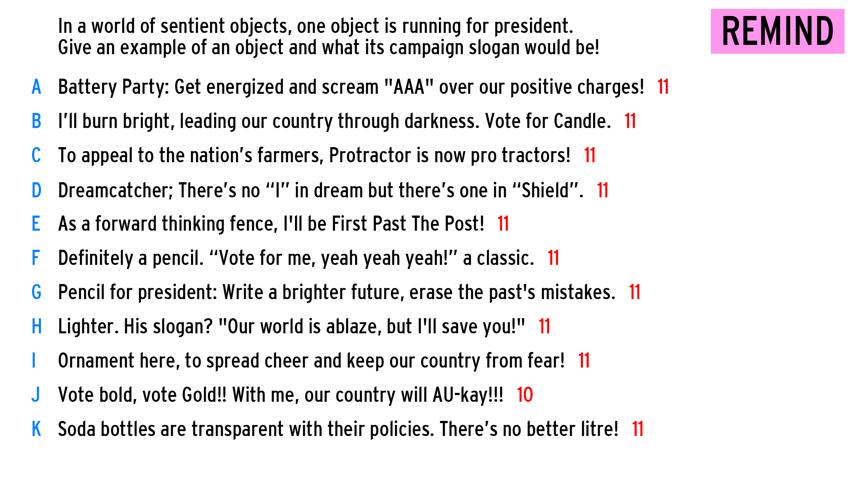 In a world of sentient objects, one object is running for president.
Give an example of an object and what its campaign slogan would be!
REMIND
A Battery Party: Get energized and scream "AAA" over our positive charges! 11
B I’ll burn bright, leading our country through darkness. Vote for Candle. 11
C To appeal to the nation’s farmers, Protractor is now pro tractors! 11
D Dreamcatcher; There’s no “I” in dream but there’s one in “Shield”. 11
E As a forward thinking fence, I'll be First Past The Post! 11
F Definitely a pencil. “Vote for me, yeah yeah yeah!” a classic. 11
G Pencil for president: Write a brighter future, erase the past's mistakes. 11
H Lighter. His slogan? "Our world is ablaze, but I'll save you!" 11
I Ornament here, to spread cheer and keep our country from fear! 11
J Vote bold, vote Gold!! With me, our country will AU-kay!!! 10
K Soda bottles are transparent with their policies. There’s no better litre! 11